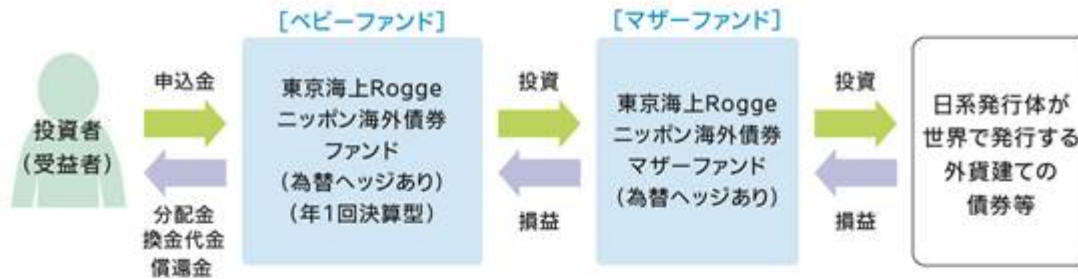 [ベビーファンド]
[マザーファンド]
投資者
(受益者)
申込金
分配金
換金代金
償還金
東京海上Rogge
ニッポン海外債券
ファンド
(為替ヘッジあり)
(年1回決算型)
投資
損益
東京海上Rogge
ニッポン海外債券
マザーファンド
(為替ヘッジあり)
投資
損益
日系発行体が
世界で発行する
外貨建ての
債券等